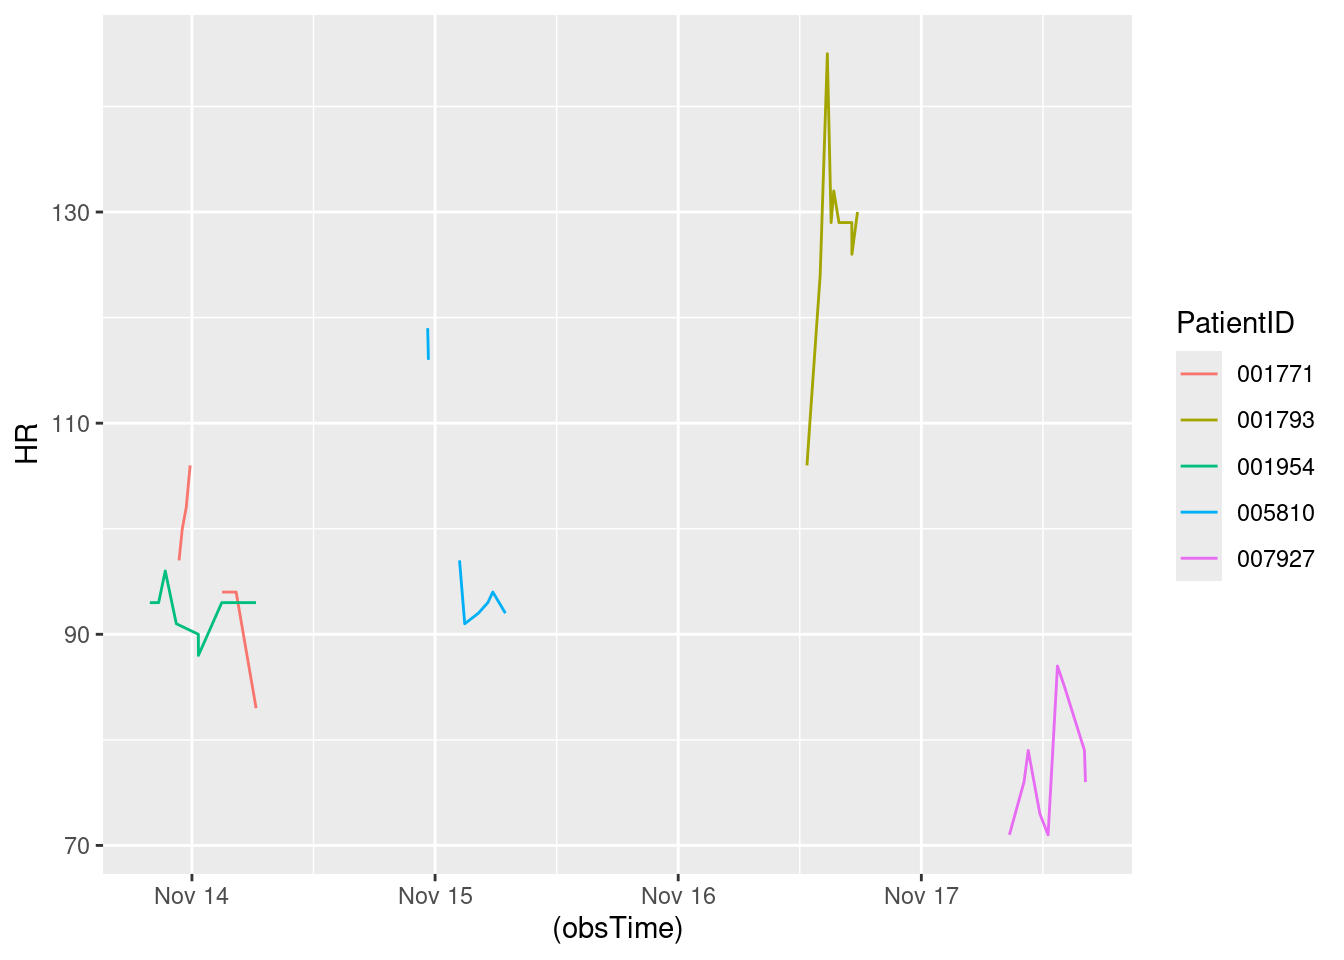 HR
130
110
90
70
Nov 14
Nov 15
Nov 16
Nov 17
(obsTime)
PatientID
001771
001793
001954
005810
007927